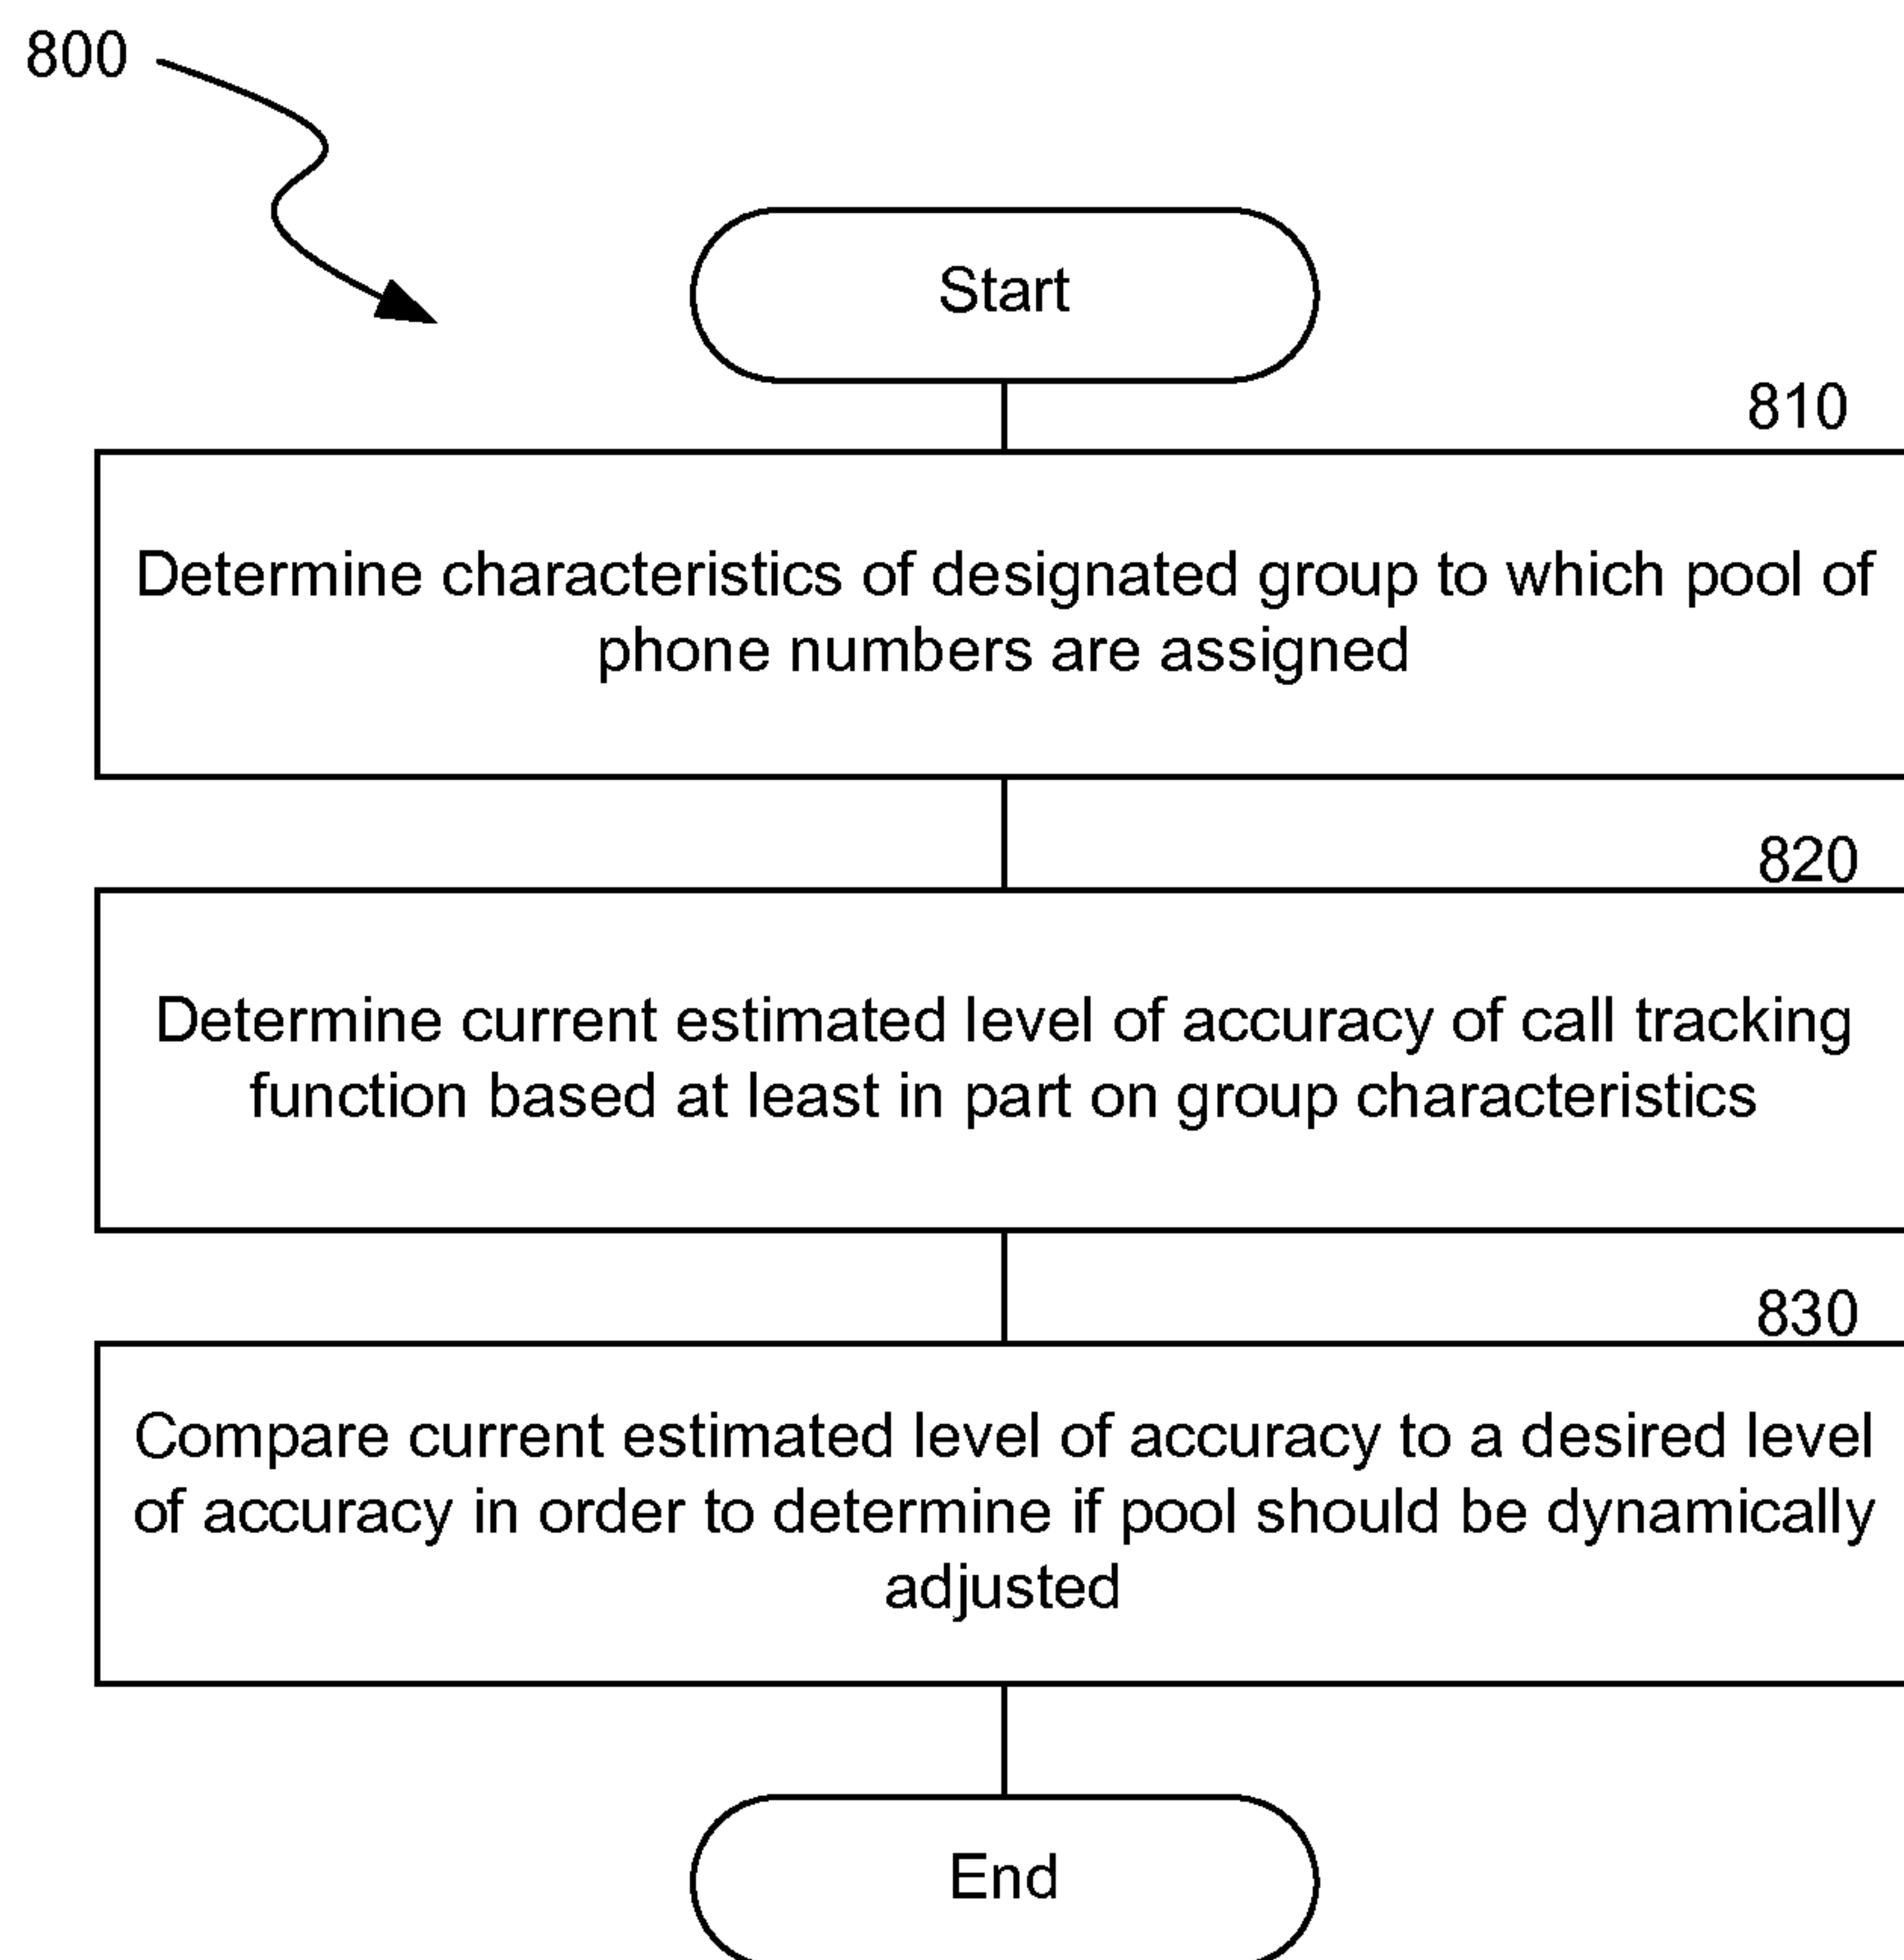 800
Start
810
Determine characteristics of designated group to which pool of
phone numbers are assigned
820
Determine current estimated level of accuracy of call tracking
function based at least in part on group characteristics
830
Compare current estimated level of accuracy to a desired level
of accuracy in order to determine if pool should be dynamically
adjusted
End